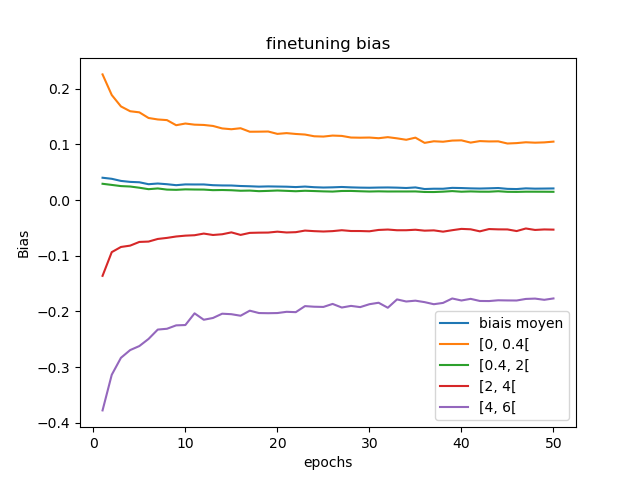 finetuning bias
Bias
0.2
0.1
0.0
−0.1
−0.2
−0.3
−0.4
0 10 20 30 40 50
epochs
biais moyen
[0, 0.4[
[0.4, 2[
[2, 4[
[4, 6[